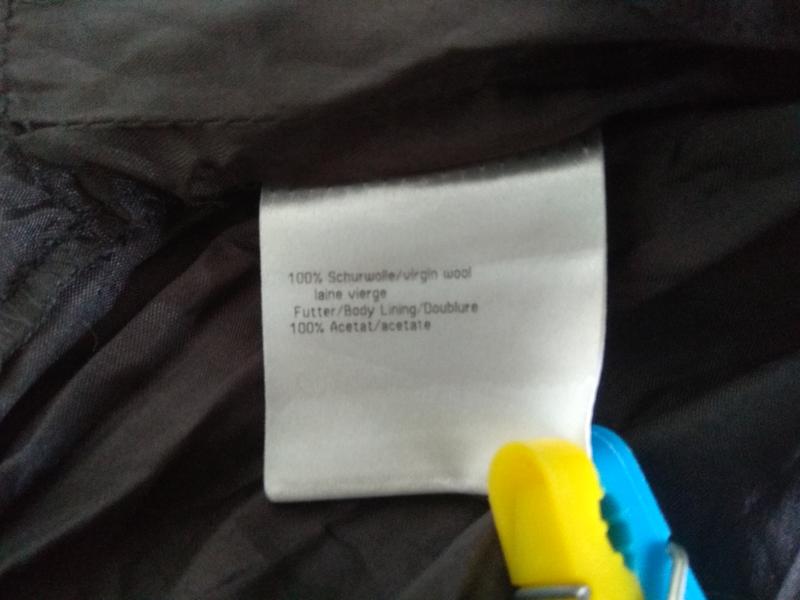 100% Schurwolle/virgin wool
laine vierge
Futter/Body Lining/Doublure
100% Acetat/acetate